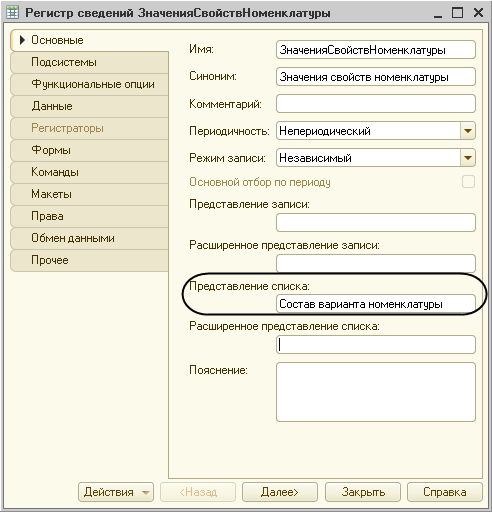 Регистр сведений ЗначенияСвойствНоменклатуры
Основные
Подсистемы
Функциональные опции
Данные
Регистраторы
Формы
Команды
Макеты
Права
Обмен данными
Прочее
Имя: ЗначенияСвойствНоменклатуры
Синоним: Значения свойств номенклатуры
Комментарий:
Периодичность: Непериодический
Режим записи: Независимый
Основной отбор по периоду
Представление записи:
Расширенное представление записи:
Представление списка:
Состав варианта номенклатуры
Расширенное представление списка:
Пояснение:
Действия <Назад Далее> Закрыть Справка